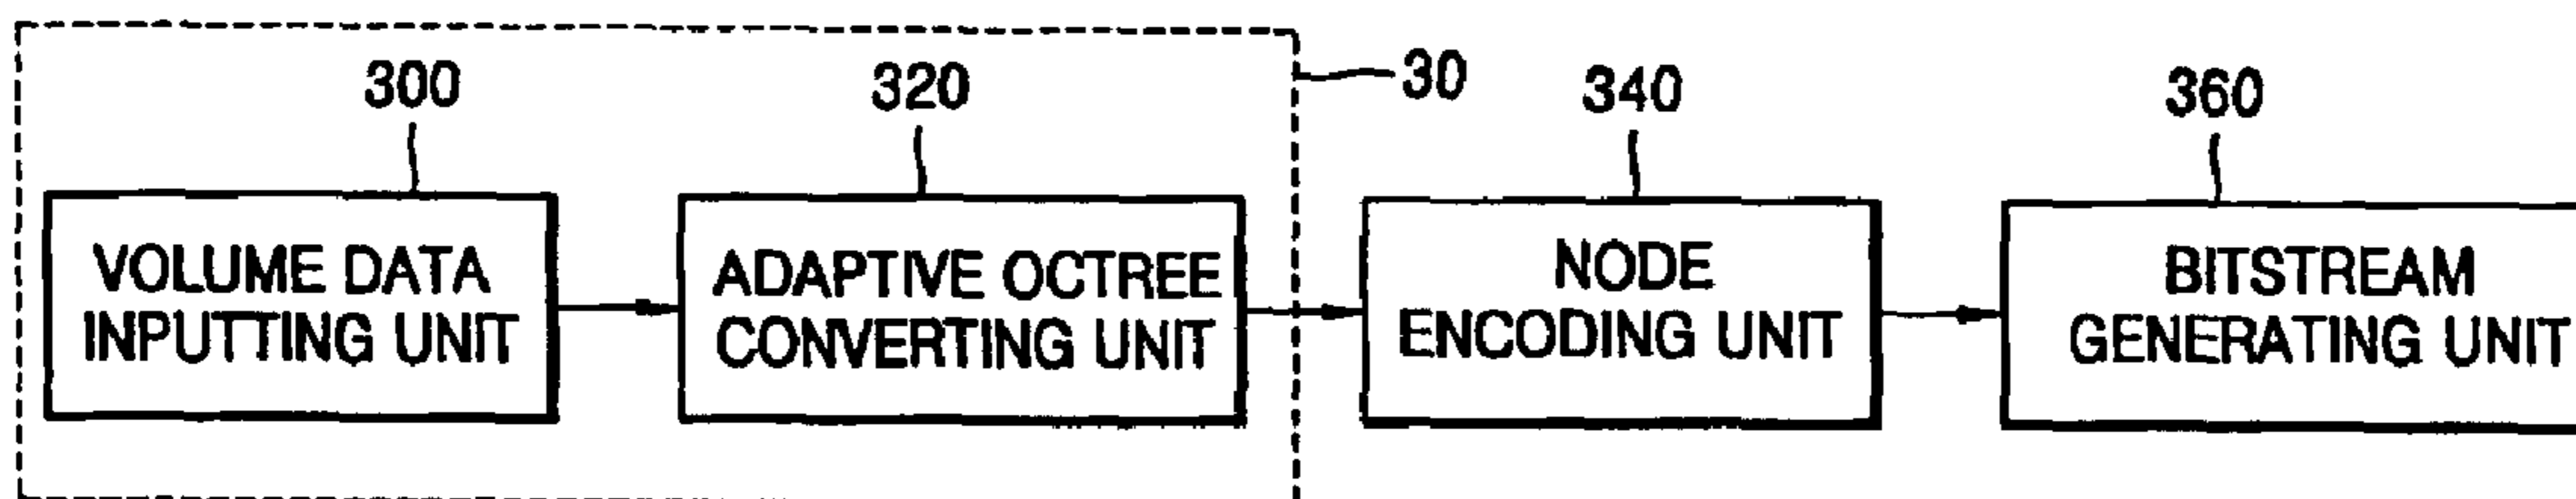 300
320
30
340
360
VOLUME DATA
INPUTTING UNIT
ADAPTIVE OCTREE
CONVERTING UNIT
NODE
ENCODING UNIT
BITSTREAM
GENERATING UNIT